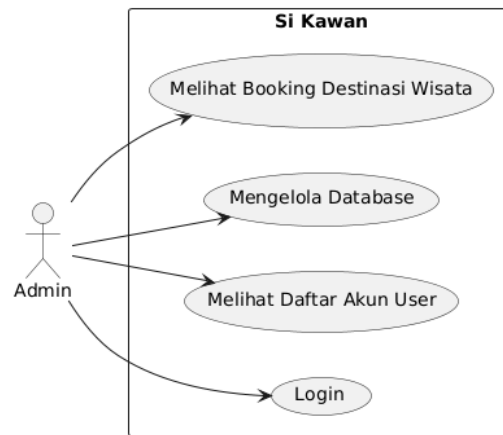 Si Kawan
Melihat Booking Destinasi Wisata
Mengelola Database
Admin
Melihat Daftar Akun User
Login